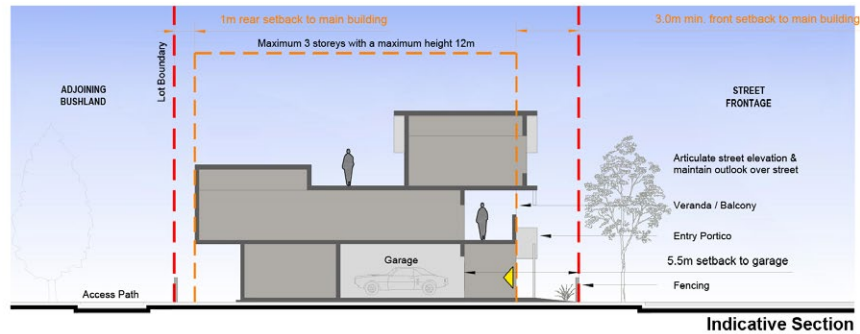 1m rear setback to main building
3.0m min. front setback to main building
Maximum 3 storeys with a maximum height 12m
Lot Boundary
ADJOINING
BUSHLAND
STREET
FRONTAGE
Articulate street elevation &
maintain outlook over street
Veranda / Balcony
Entry Portico
Garage
5.5m setback to garage
Fencing
Access Path
Indicative Section